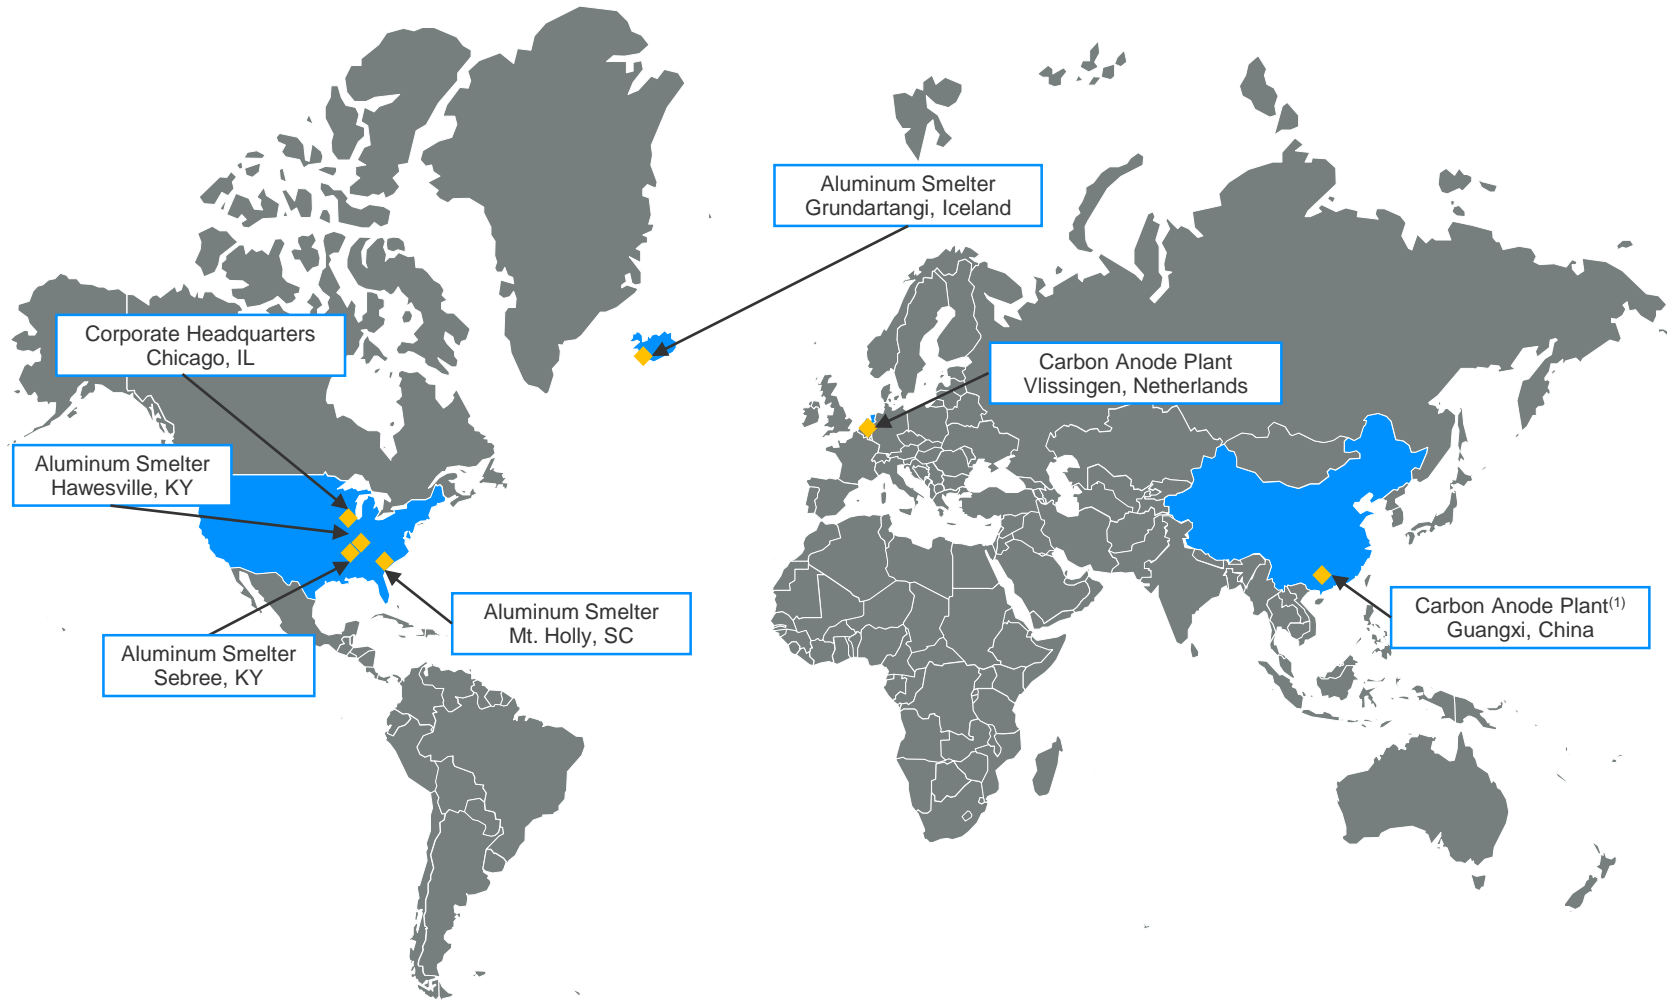 Aluminum Smelter
Grundartangi, Iceland
Corporate Headquarters
Chicago, IL
Carbon Anode Plant
Vlissingen, Netherlands
Aluminum Smelter
Hawesville, KY
Aluminum Smelter
Mt. Holly, SC
Carbon Anode Plant(1)
Guangxi, China
Aluminum Smelter
Sebree, KY